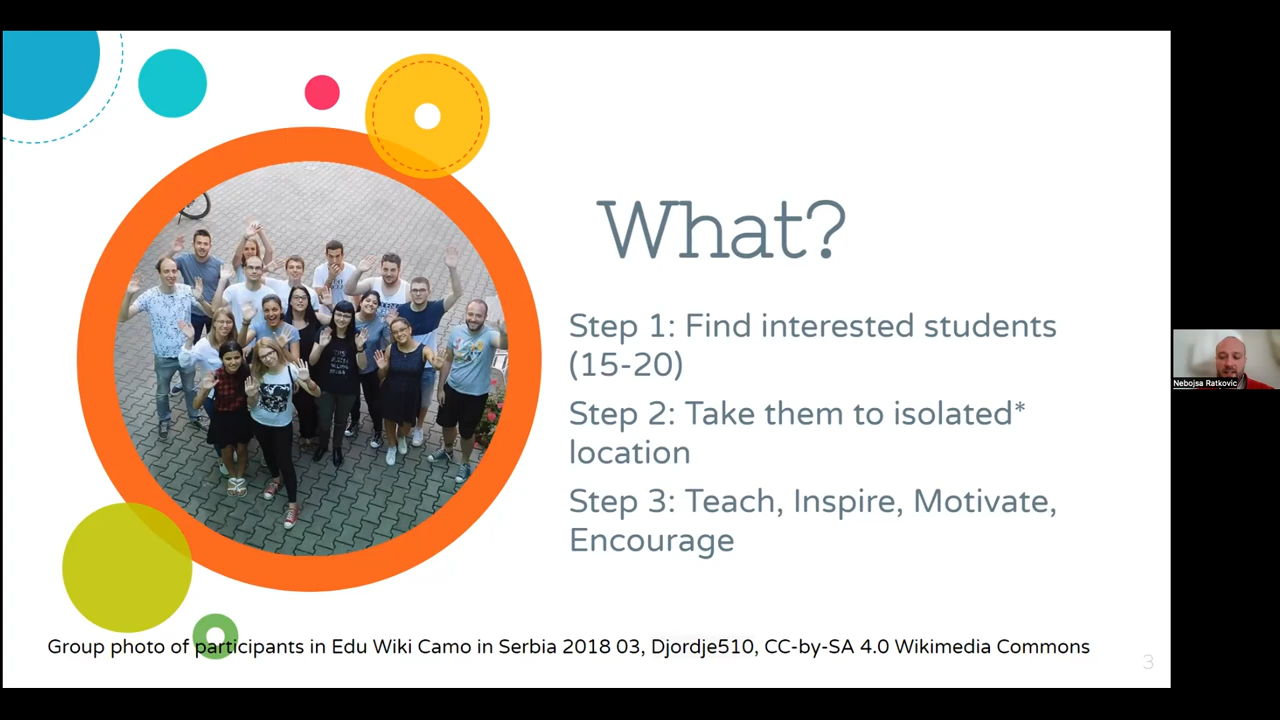 What?
Step 1: Find interested students
(15-20)
Step 2: Take them to isolated*
location
Step 3: Teach, Inspire, Motivate,
Encourage
Nebojsa Ratkovic
Group photo of participants in Edu Wiki Camo in Serbia 2018 03, Djordje510, CC-by-SA 4.0 Wikimedia Commons
3